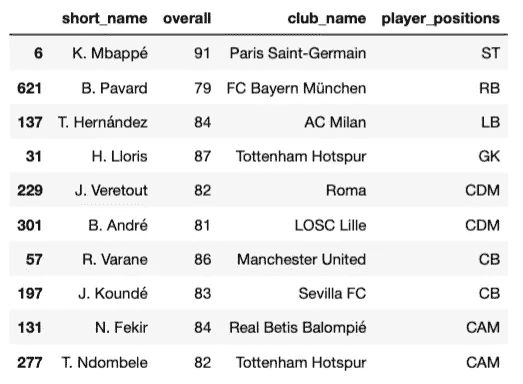 short_name overall club_name player_positions
6 K. Mbappé 91 Paris Saint-Germain ST
621 B. Pavard 79 FC Bayern München RB
137 T. Hernández 84 AC Milan LB
31 H. Lloris 87 Tottenham Hotspur GK
229 J. Veretout 82 Roma CDM
301 B. André 81 LOSC Lille CDM
57 R. Varane 86 Manchester United CB
197 J. Koundé 83 Sevilla FC CB
131 N. Fekir 84 Real Betis Balompié CAM
277 T. Ndombele 82 Tottenham Hotspur CAM